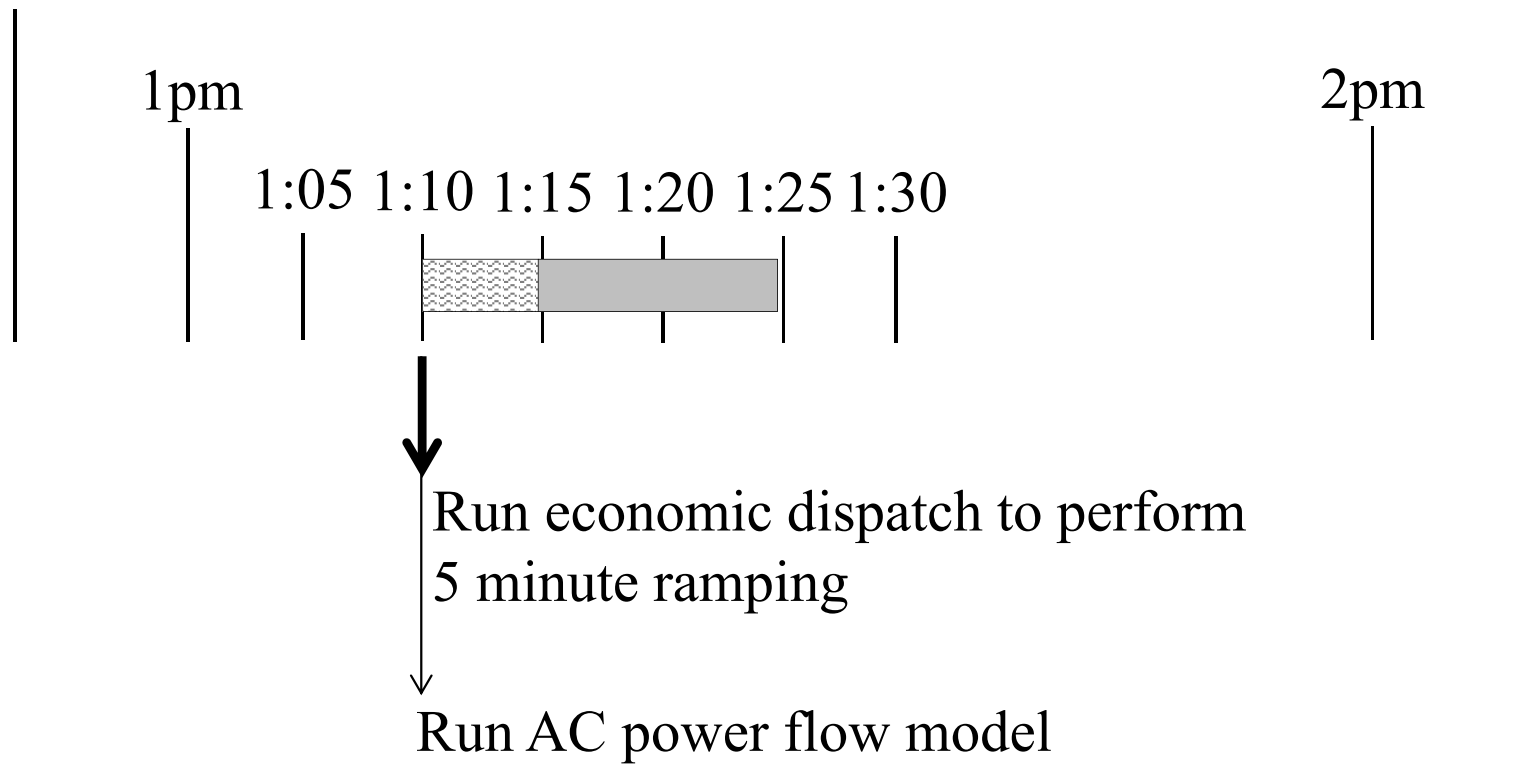 1pm
2pm
1:05 1:10 1:15 1:20 1:25 1:30
Run economic dispatch to perform
5 minute ramping
Run AC power flow model